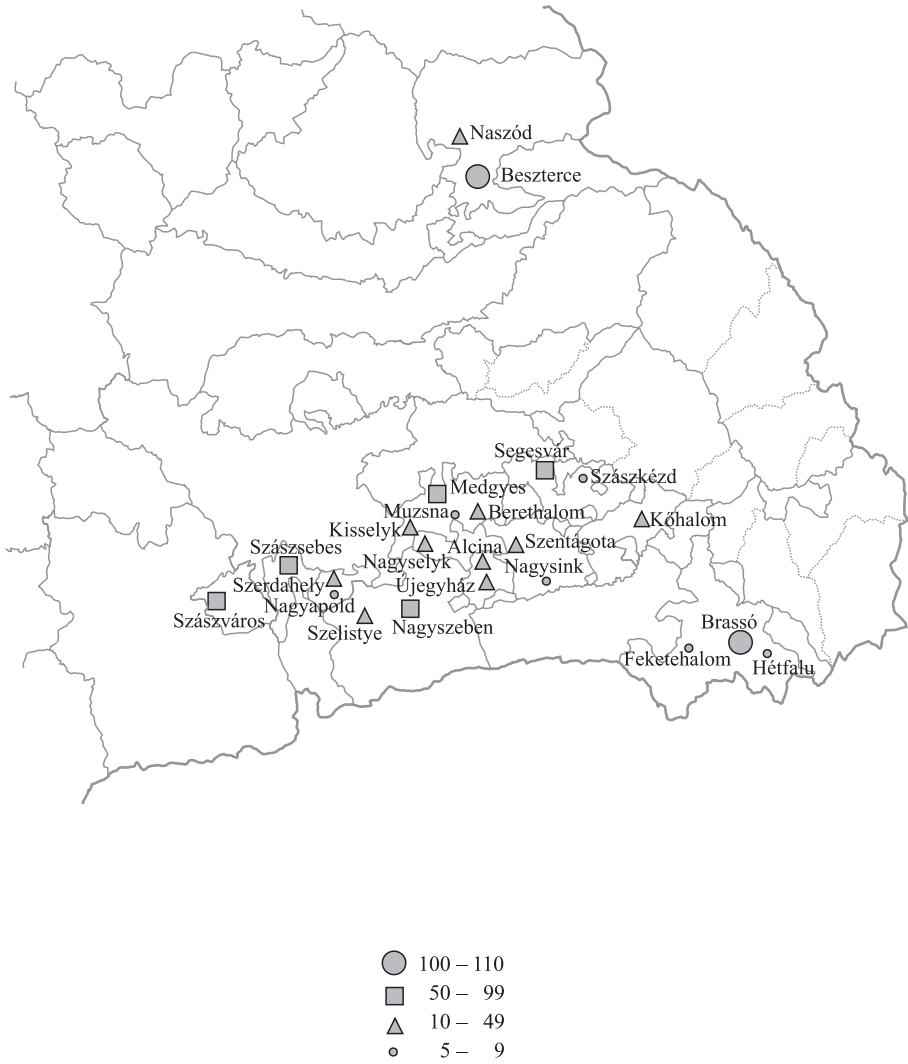 Naszód
Beszterce
Segesvár
Szászkézd
Medgyes
Muzsna
Berethalom
Kőhalom
Kisselyk
Szászsebes
Nagyselyk
Alcina
Szentágota
Szerdahely
Újegyház
Nagysink
Nagyapold
Szászváros
Szelistye
Nagyszeben
Brassó
Feketehalom
Hétfalu
100 – 110
50 – 99
10 – 49
5 – 9